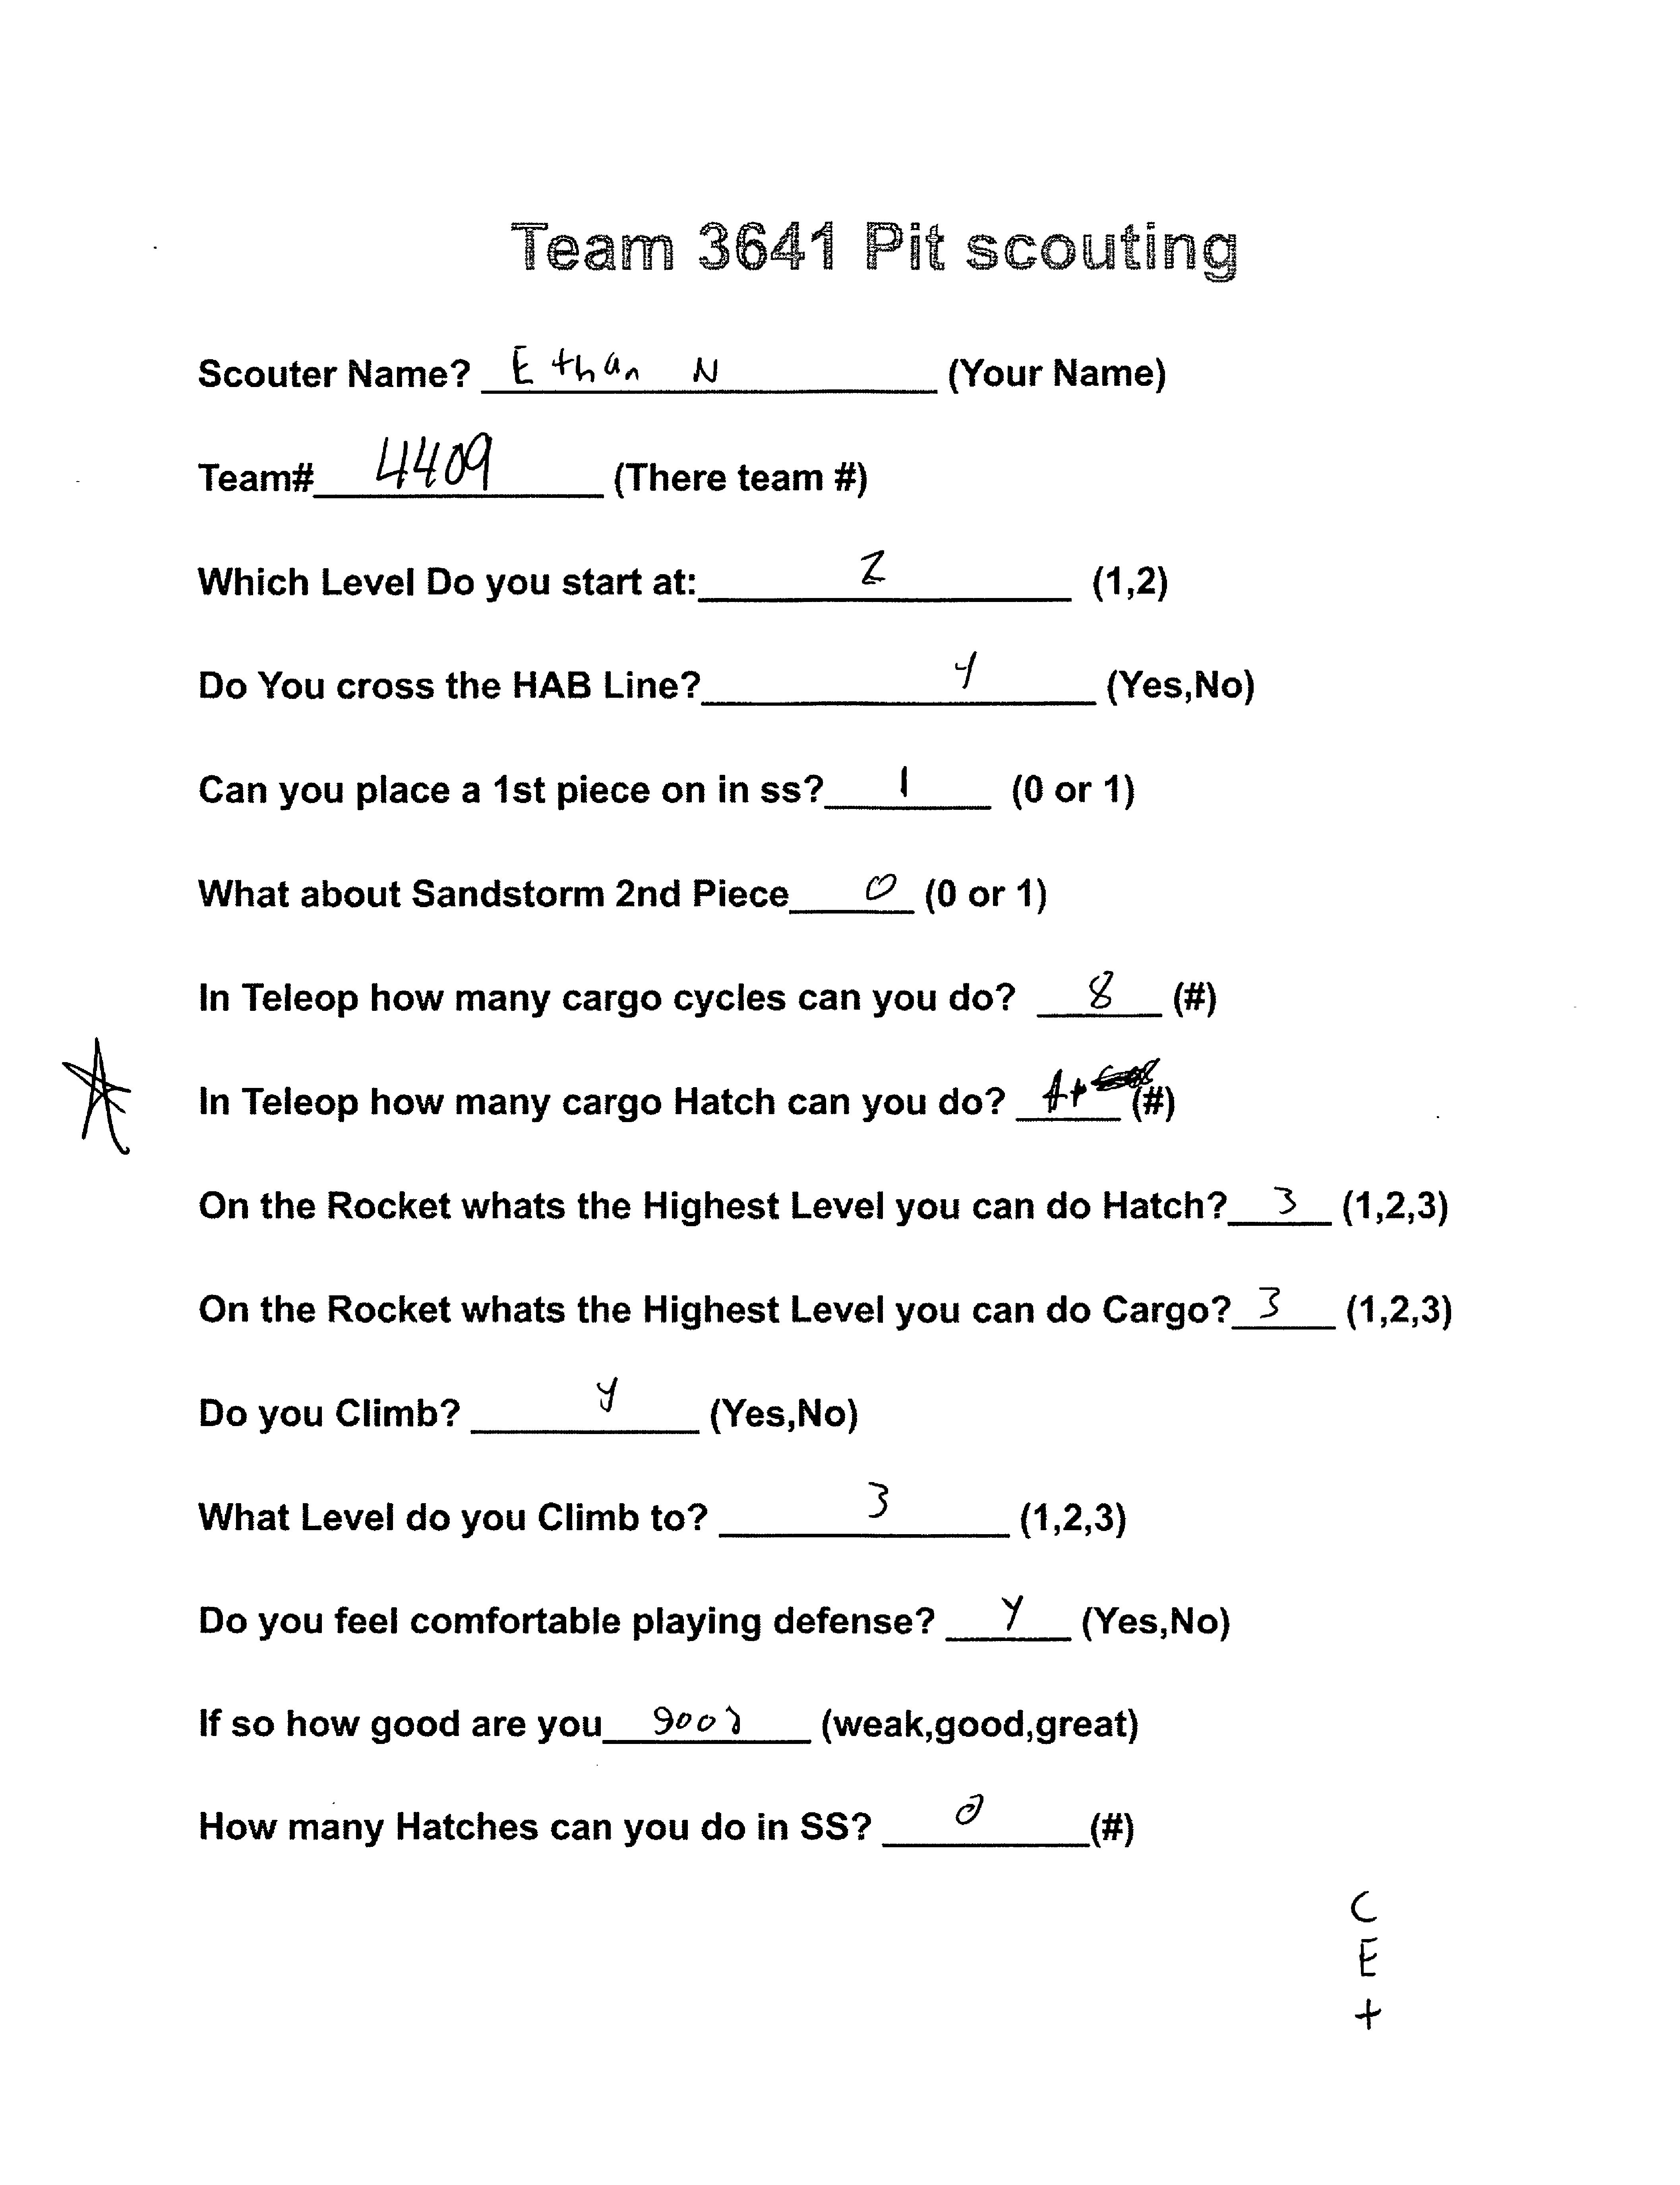 Team 3641 Pit scouting
Scouter Name? Ethan N (Your Name)
Team# 4409 (There team #)
Which Level Do you start at: 2 (1,2)
Do You cross the HAB Line? y (Yes,No)
Can you place a 1st piece on in ss? 1 (0 or 1)
What about Sandstorm 2nd Piece 0 (0 or 1)
In Teleop how many cargo cycles can you do? 8 (#)
In Teleop how many cargo Hatch can you do? (#)
On the Rocket whats the Highest Level you can do Hatch? 3 (1,2,3)
On the Rocket whats the Highest Level you can do Cargo? 3 (1,2,3)
Do you Climb? y (Yes,No)
What Level do you Climb to? 3 (1,2,3)
Do you feel comfortable playing defense? y (Yes,No)
If so how good are you good (weak,good,great)
How many Hatches can you do in SS? 0 (#)
C
E
+